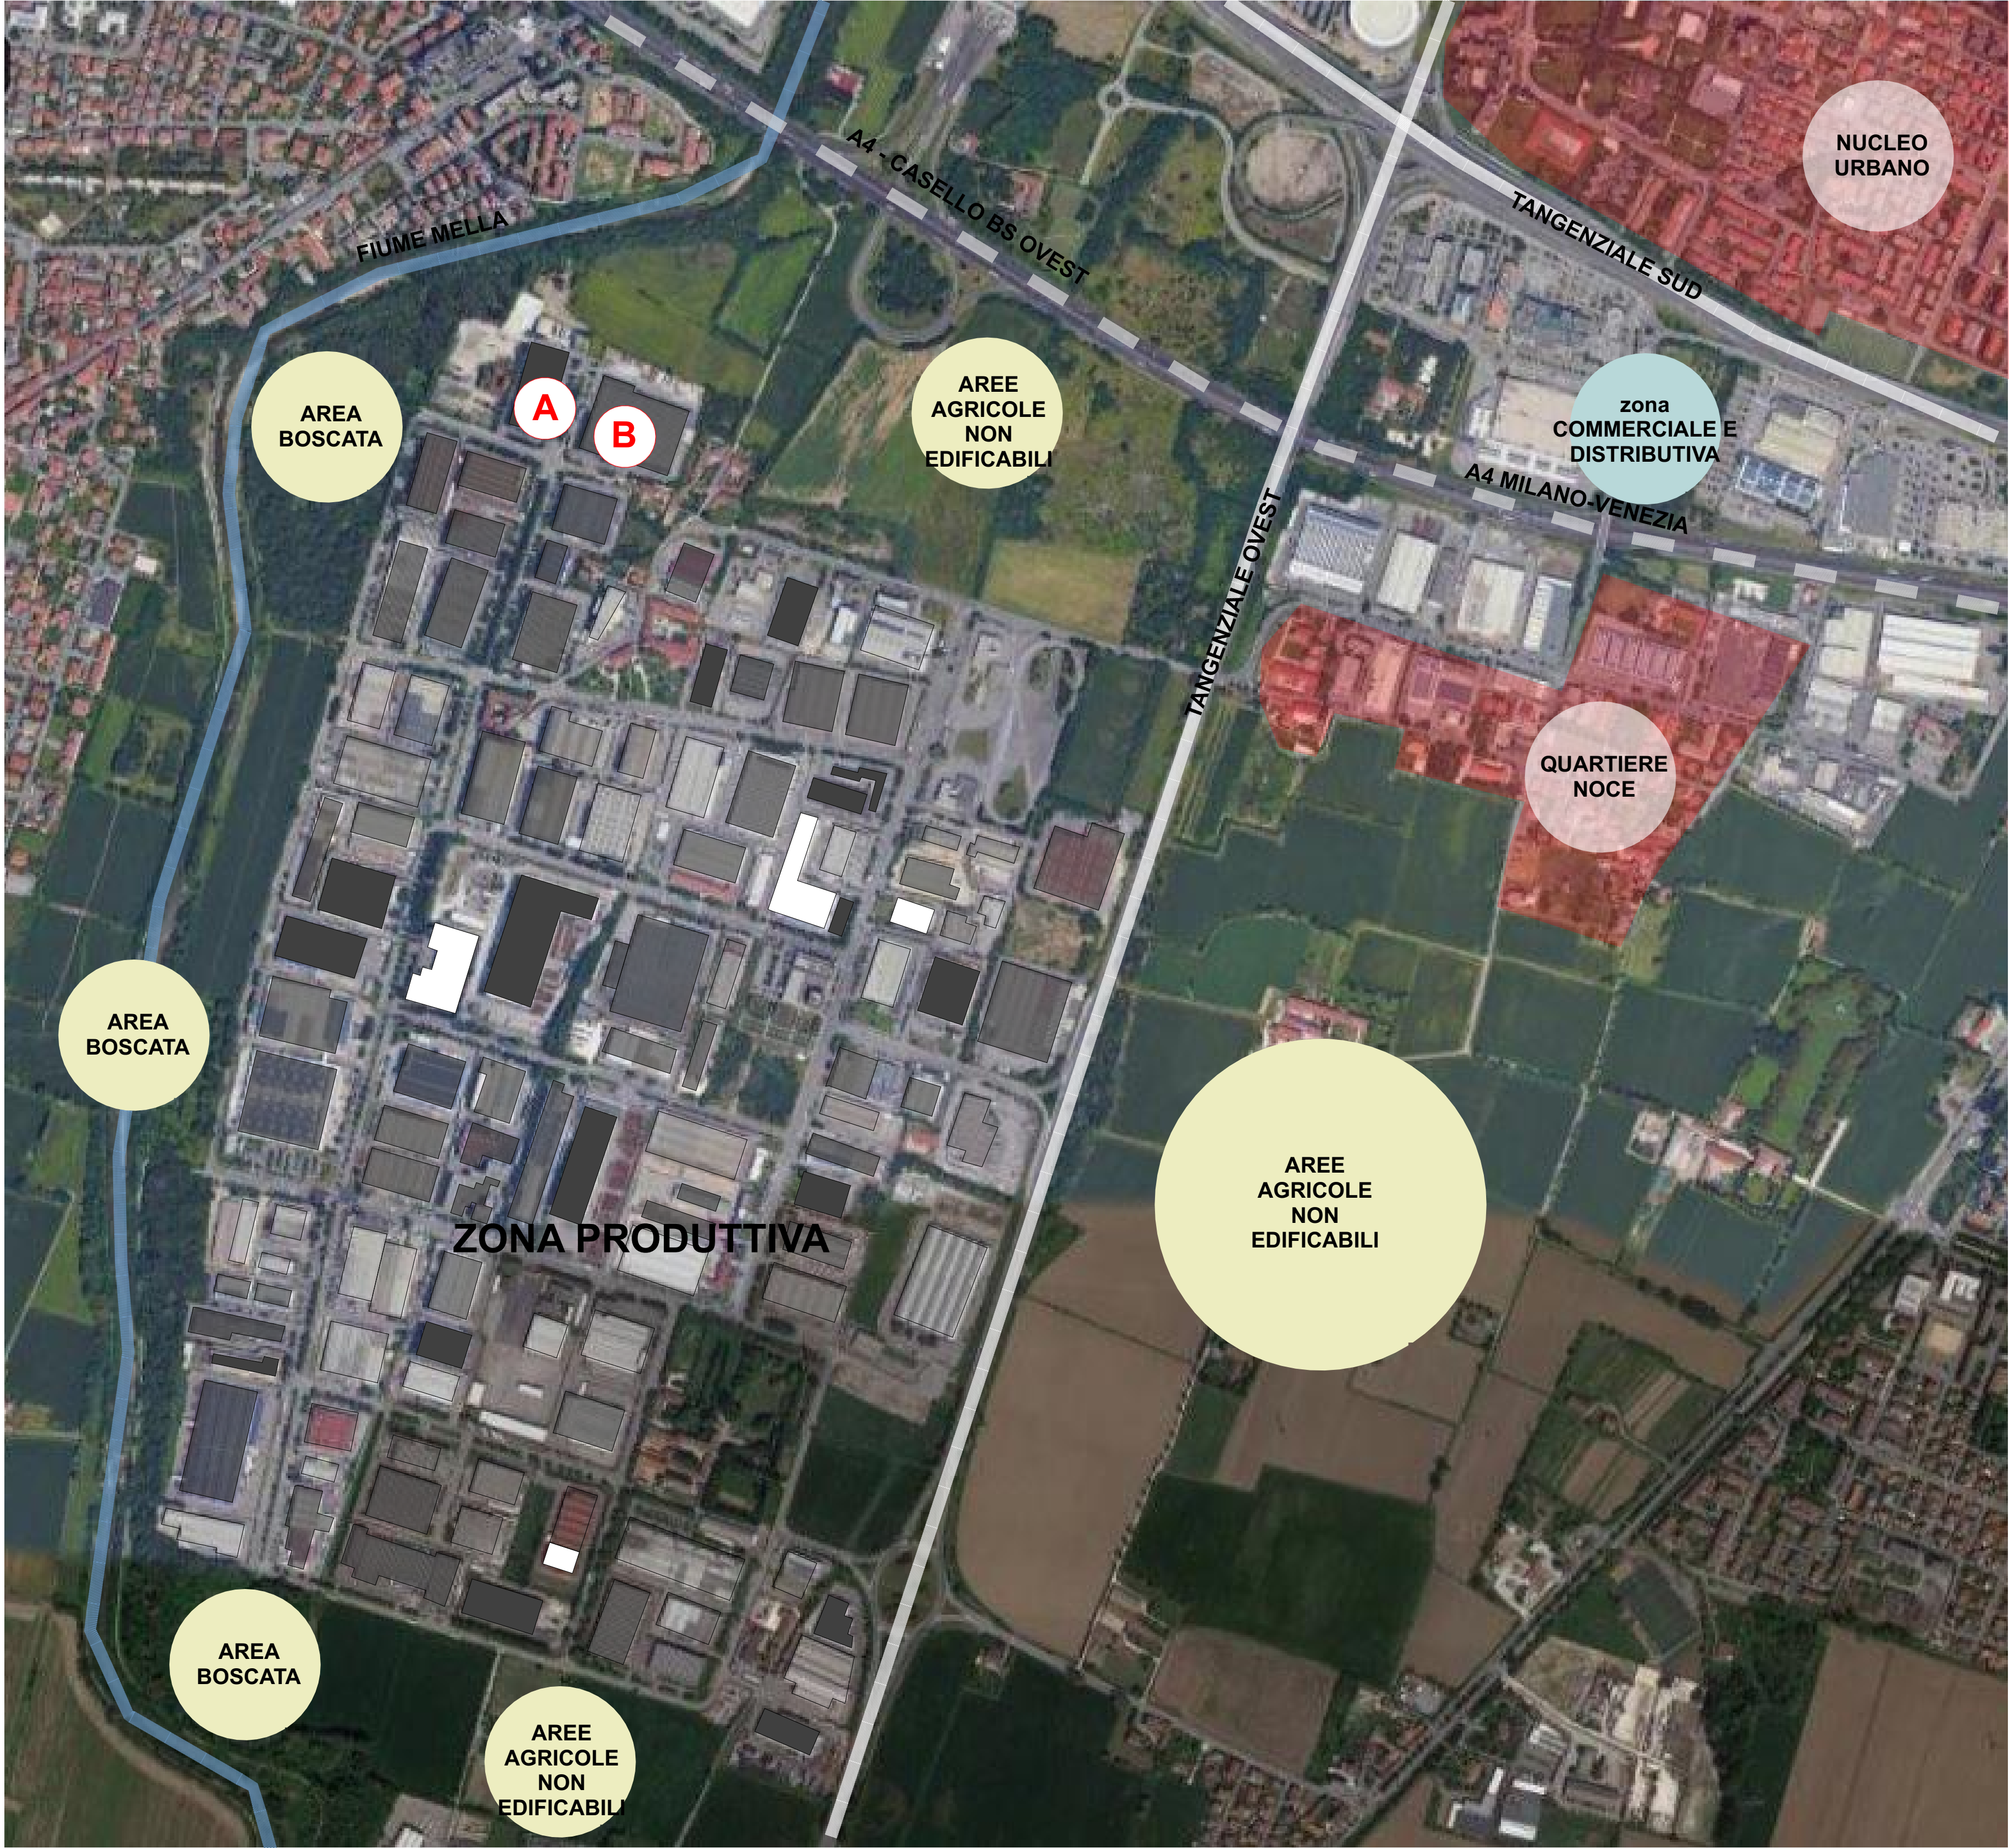 NUCLEO
URBANO
A4 - CASELLO BS OVEST
TANGENZIALE SUD
FIUME MELLA
AREA
BOSCATA
A
B
AREE
AGRICOLE
NON
EDIFICABILI
zona
COMMERCIALE E
DISTRIBUTIVA
A4 MILANO-VENEZIA
TANGENZIALE OVEST
QUARTIERE
NOCE
AREA
BOSCATA
AREE
AGRICOLE
NON
EDIFICABILI
ZONA PRODUTTIVA
AREA
BOSCATA
AREE
AGRICOLE
NON
EDIFICABILI